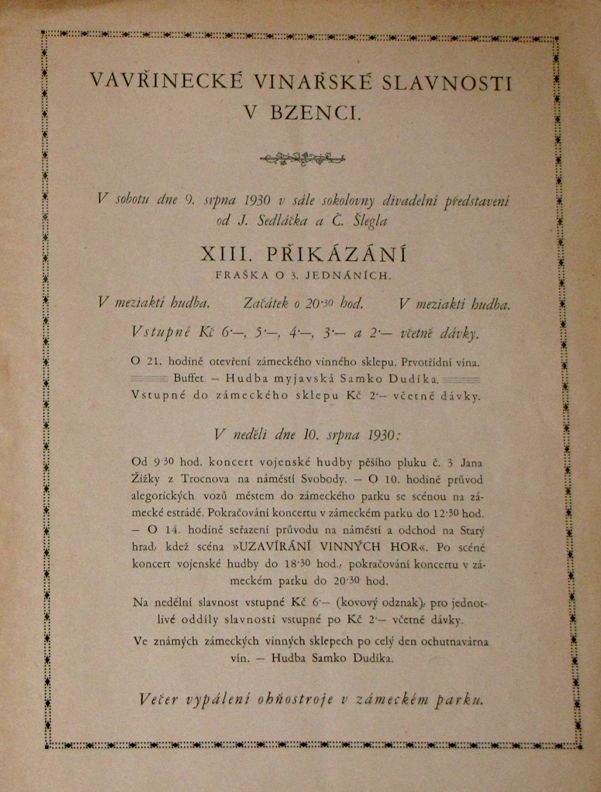 VAVŘINECKÉ VINAŘSKÉ SLAVNOSTI
V BZENCI.
V sobotu dne 9. srpna 1930 v sále sokolovny divadelní představení
od J. Sedláčka a Č. Šlegla
XIII. PŘIKÁZÁNÍ
FRAŠKA O 3. JEDNÁNÍCH.
V meziaktí hudba. Začátek o 20·30 hod. V meziaktí hudba.
Vstupné Kč 6·—, 5·—, 4·—, 3·— a 2·— včetně dávky.
O 21. hodině otevření zámeckého vinného sklepu. Prvotřídní vína.
Buffet. — Hudba myjavská Samko Dudíka.
Vstupné do zámeckého sklepu Kč 2·— včetně dávky.
V neděli dne 10. srpna 1930:
Od 9·30 hod. koncert vojenské hudby pěšího pluku č. 3 Jana
Žižky z Trocnova na náměstí Svobody. — O 10. hodině průvod
alegorických vozů městem do zámeckého parku se scénou na zá-
mecké estrádě. Pokračování koncertu v zámeckém parku do 12·30 hod.
— O 14. hodině seřazení průvodu na náměstí a odchod na Starý
hrad, kdež scéna »UZAVÍRÁNÍ VINNÝCH HOR«. Po scéně
koncert vojenské hudby do 18·30 hod., pokračování koncertu v zá-
meckém parku do 20·30 hod.
Na nedělní slavnost vstupné Kč 6·— (kovový odznak), pro jednot-
livé oddíly slavností vstupné po Kč 2·— včetně dávky.
Ve známých zámeckých vinných sklepech po celý den ochutnavárna
vín. — Hudba Samko Dudíka.
Večer vypálení ohňostroje v zámeckém parku.